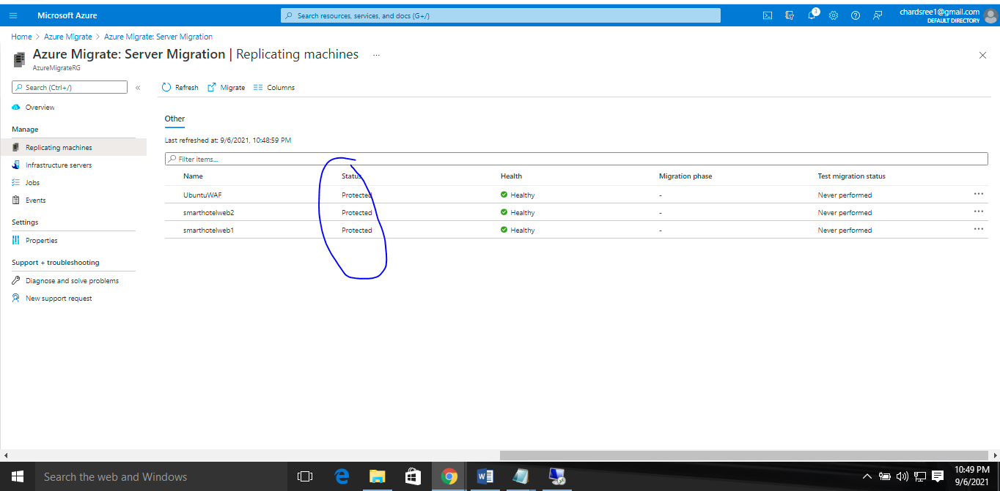 Microsoft Azure
Search resources, services, and docs (G+/)
3
chardsree1@gmail.com
DEFAULT DIRECTORY
Home > Azure Migrate > Azure Migrate: Server Migration
Azure Migrate: Server Migration | Replicating machines ...
AzureMigrateRG
Search (Ctrl+/)
«
Refresh Migrate Columns
Overview
Manage
Replicating machines
Infrastructure servers
Jobs
Events
Settings
Properties
Support + troubleshooting
Diagnose and solve problems
New support request
Other
Last refreshed at: 9/6/2021, 10:48:59 PM
Filter items...
Name Status Health Migration phase Test migration status
UbuntuWAF Protected Healthy - Never performed ...
smarthotelweb2 Protected Healthy - Never performed ...
smarthotelweb1 Protected Healthy - Never performed ...
Search the web and Windows
10:49 PM
9/6/2021